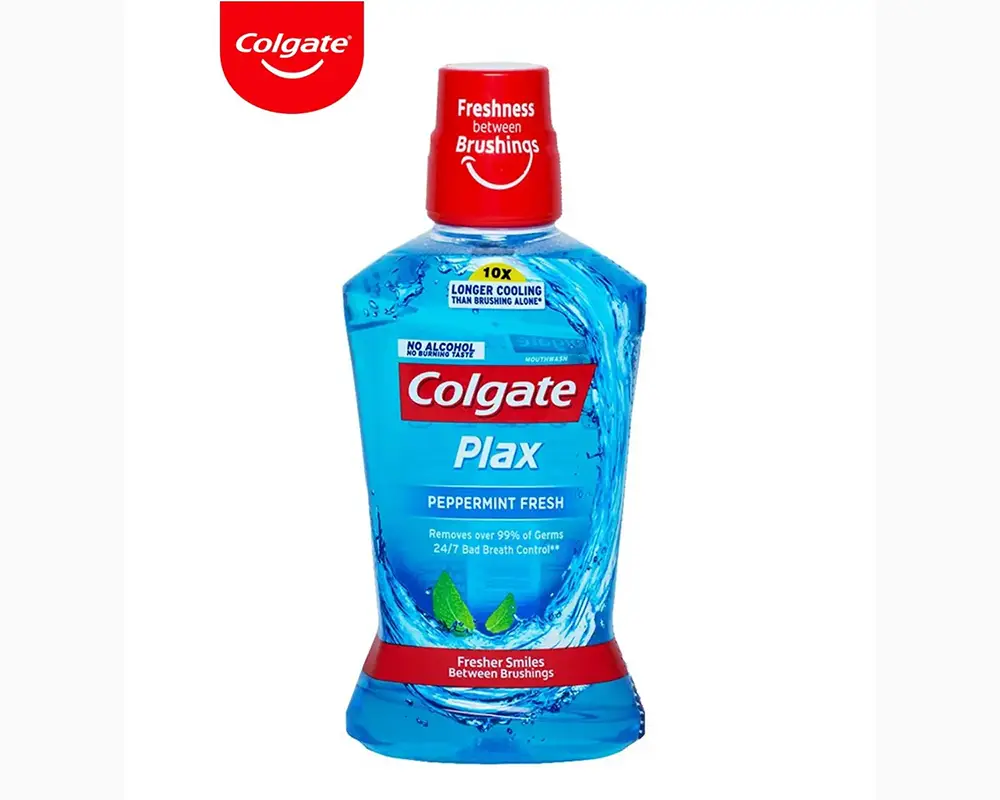 Colgate®
Freshness
between
Brushings
10X
LONGER COOLING
THAN BRUSHING ALONE*
NO ALCOHOL
NO BURNING TASTE
MOUTHWASH
Colgate
Plax
PEPPERMINT FRESH
Removes over 99% of Germs
24/7 Bad Breath Control**
Fresher Smiles
Between Brushings